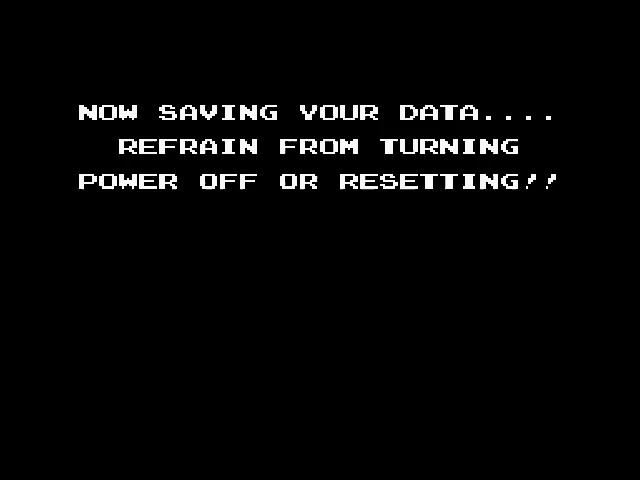 NOW SAVING YOUR DATA....
REFRAIN FROM TURNING
POWER OFF OR RESETTING!!